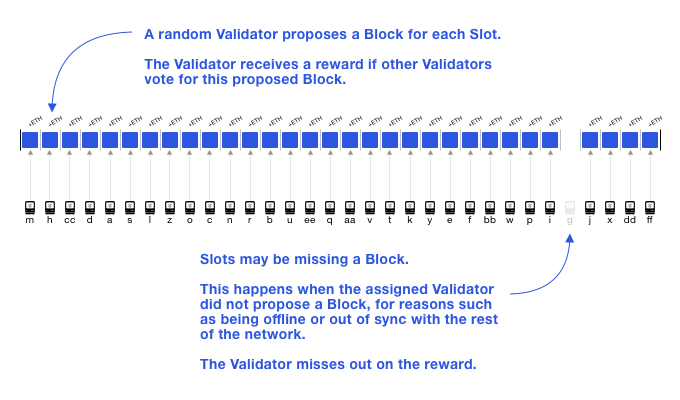 A random Validator proposes a Block for each Slot.
The Validator receives a reward if other Validators
vote for this proposed Block.
+ETH +ETH +ETH +ETH +ETH +ETH +ETH +ETH +ETH +ETH +ETH +ETH +ETH +ETH +ETH +ETH +ETH +ETH +ETH +ETH +ETH +ETH +ETH +ETH +ETH +ETH +ETH +ETH +ETH +ETH +ETH
m h cc d a s l z o c n r b u ee q aa v t k y e f bb w p i g j x dd ff
Slots may be missing a Block.
This happens when the assigned Validator
did not propose a Block, for reasons such
as being offline or out of sync with the rest
of the network.
The Validator misses out on the reward.